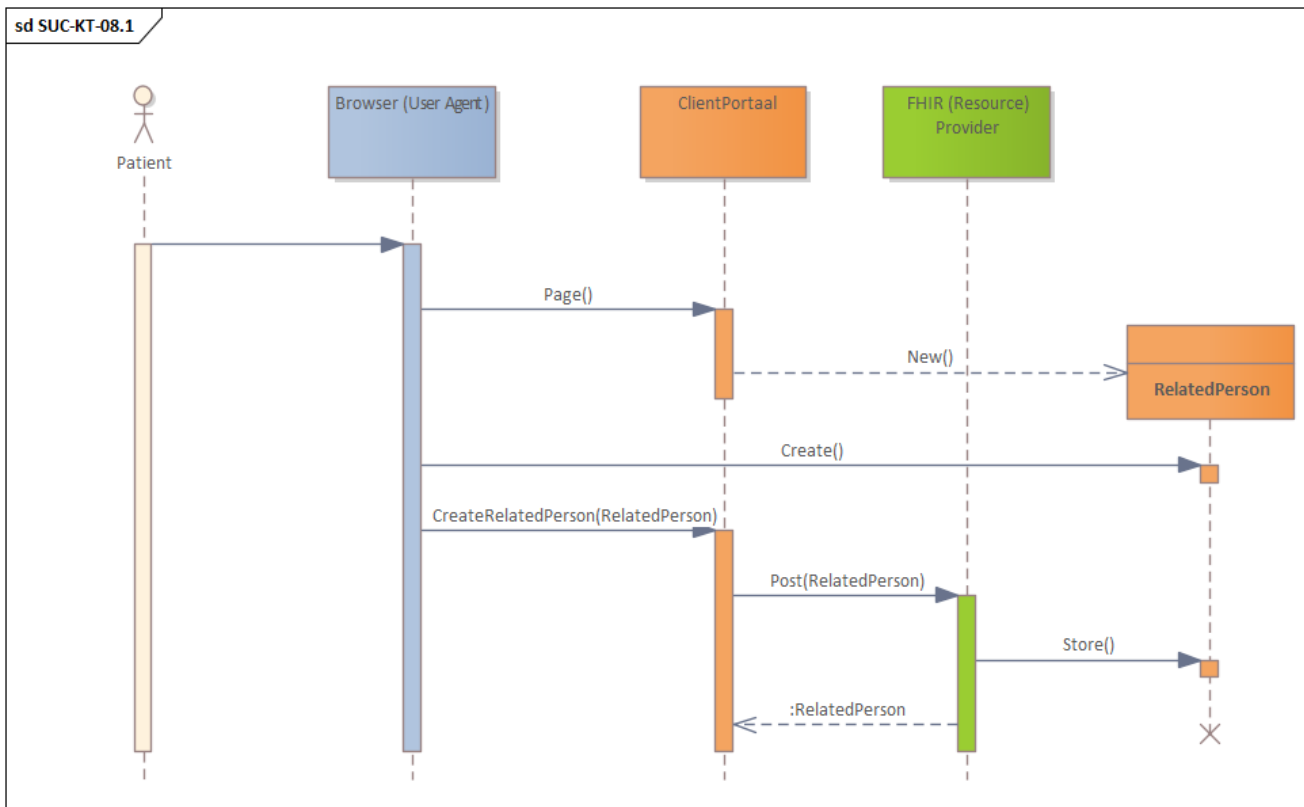 sd SUC-KT-08.1
Patient
Browser (User Agent)
ClientPortaal
FHIR (Resource)
Provider
Page()
New()
RelatedPerson
Create()
CreateRelatedPerson(RelatedPerson)
Post(RelatedPerson)
Store()
:RelatedPerson